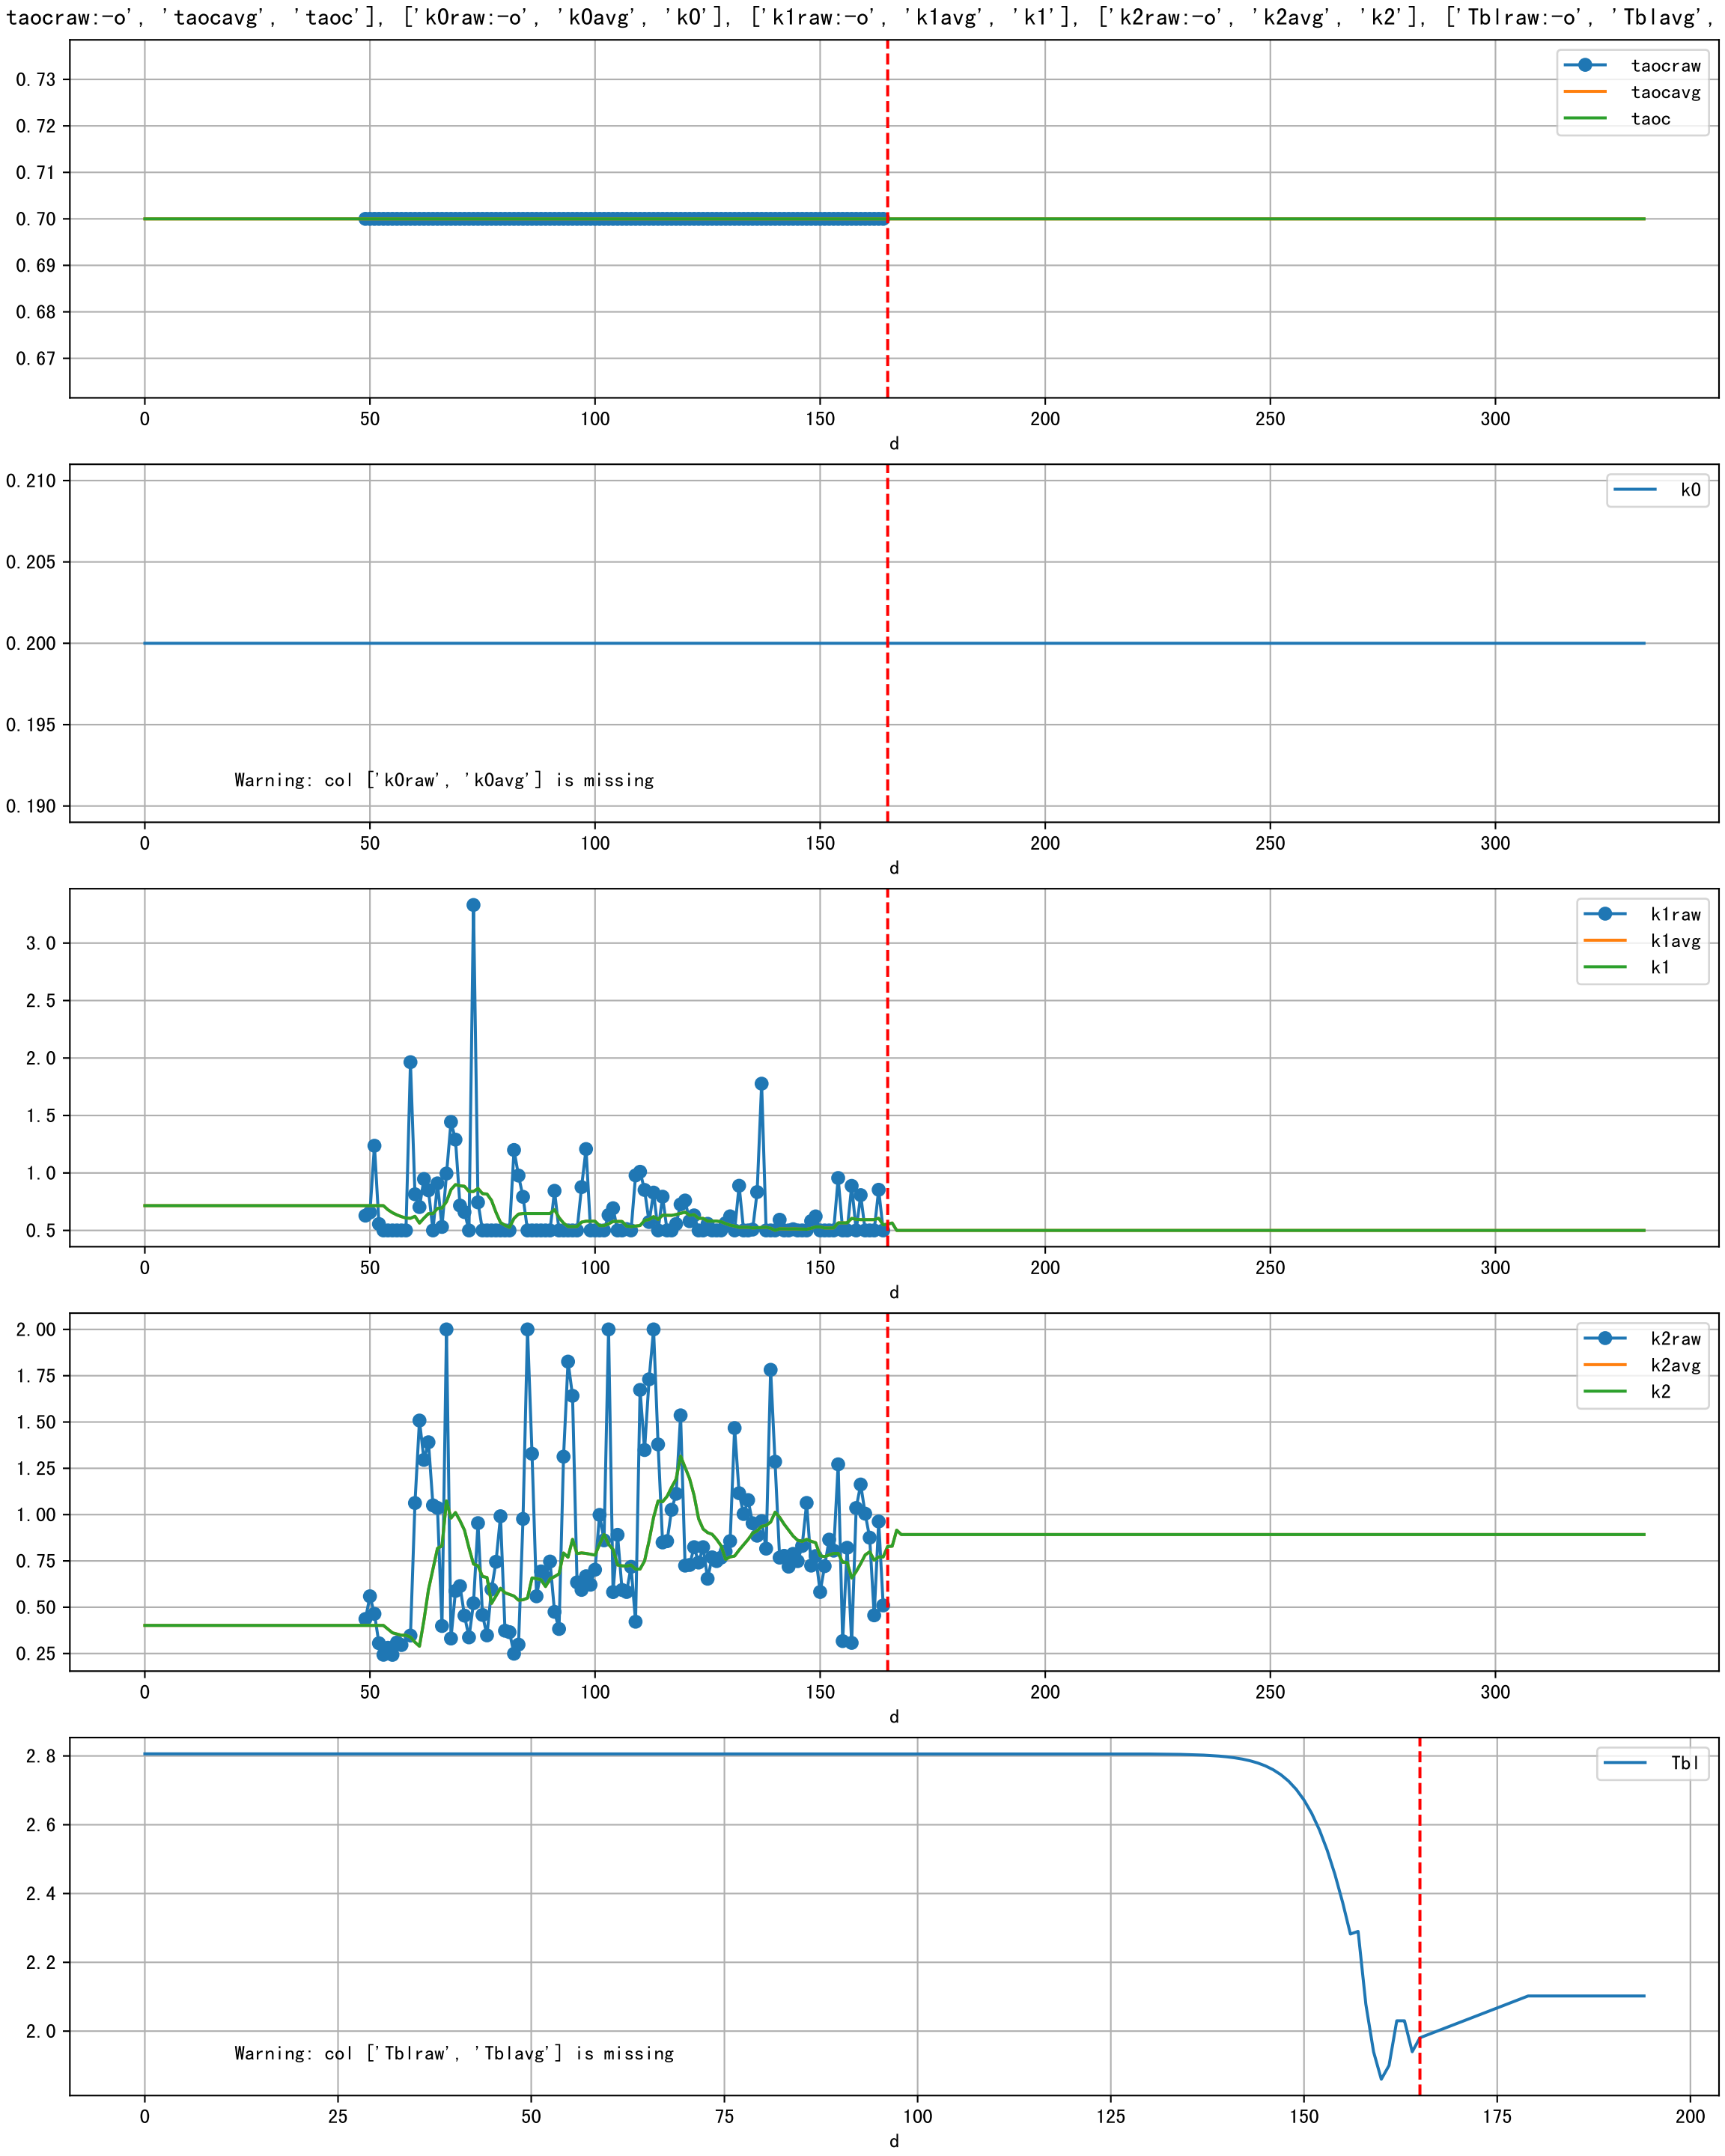 taocraw:-o', 'taocavg', 'taoc'], ['k0raw:-o', 'k0avg', 'k0'], ['k1raw:-o', 'k1avg', 'k1'], ['k2raw:-o', 'k2avg', 'k2'], ['Tblraw:-o', 'Tblavg',
0.73
0.72
0.71
0.70
0.69
0.68
0.67
taocraw
taocavg
taoc
0 50 100 150 200 250 300
d
0.210
0.205
0.200
0.195
0.190
k0
Warning: col ['k0raw', 'k0avg'] is missing
0 50 100 150 200 250 300
d
3.0
2.5
2.0
1.5
1.0
0.5
k1raw
k1avg
k1
0 50 100 150 200 250 300
d
2.00
1.75
1.50
1.25
1.00
0.75
0.50
0.25
k2raw
k2avg
k2
0 50 100 150 200 250 300
d
2.8
2.6
2.4
2.2
2.0
Tbl
Warning: col ['Tblraw', 'Tblavg'] is missing
0 25 50 75 100 125 150 175 200
d